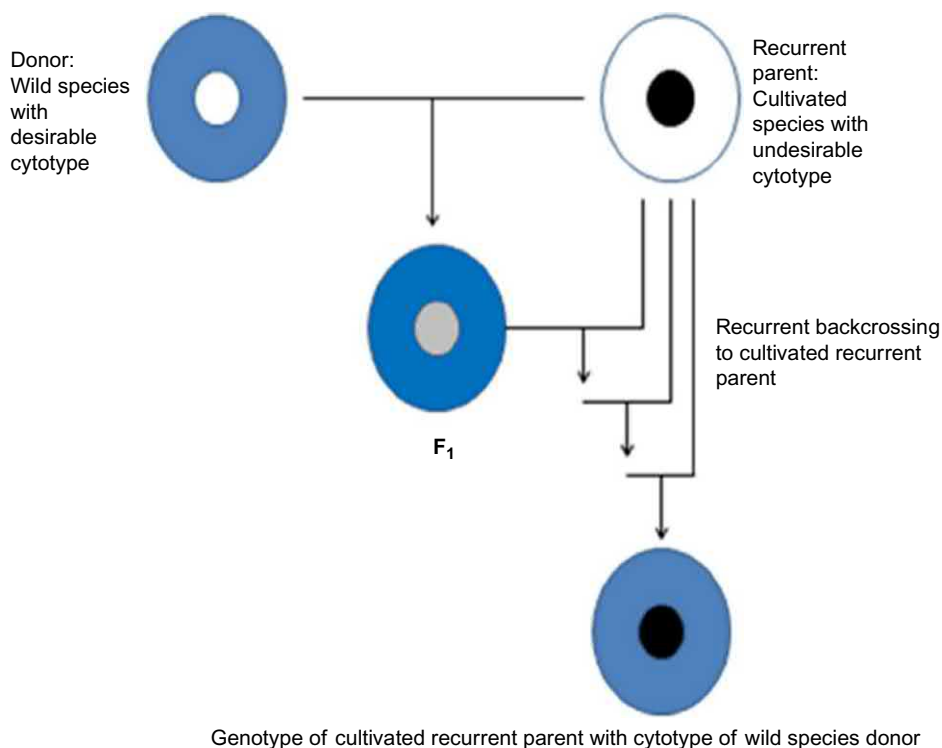 Donor:
Wild species
with
desirable
cytotype
Recurrent
parent:
Cultivated
species with
undesirable
cytotype
Recurrent backcrossing
to cultivated recurrent
parent
F₁
Genotype of cultivated recurrent parent with cytotype of wild species donor